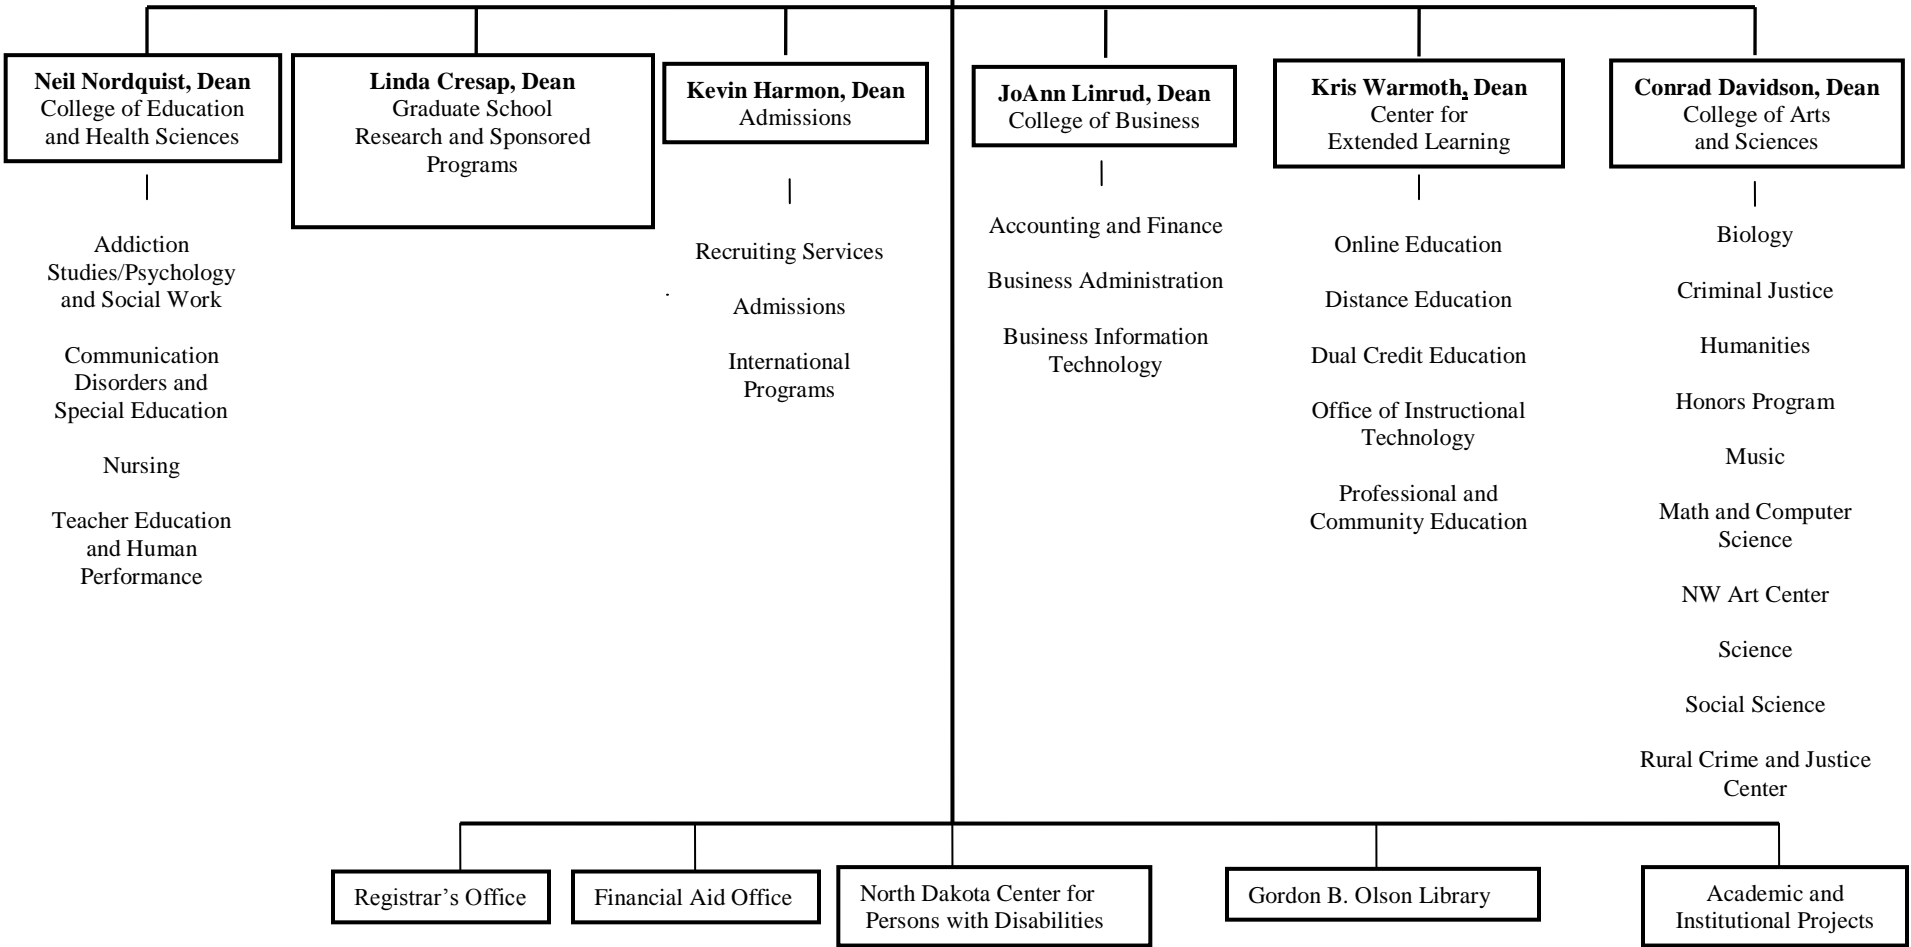 Neil Nordquist, Dean
College of Education
and Health Sciences
Addiction
Studies/Psychology
and Social Work
Communication
Disorders and
Special Education
Nursing
Teacher Education
and Human
Performance
Linda Cresap, Dean
Graduate School
Research and Sponsored
Programs
Kevin Harmon, Dean
Admissions
Recruiting Services
Admissions
International
Programs
JoAnn Linrud, Dean
College of Business
Accounting and Finance
Business Administration
Business Information
Technology
Kris Warmoth, Dean
Center for
Extended Learning
Online Education
Distance Education
Dual Credit Education
Office of Instructional
Technology
Professional and
Community Education
Conrad Davidson, Dean
College of Arts
and Sciences
Biology
Criminal Justice
Humanities
Honors Program
Music
Math and Computer
Science
NW Art Center
Science
Social Science
Rural Crime and Justice
Center
Registrar’s Office
Financial Aid Office
North Dakota Center for
Persons with Disabilities
Gordon B. Olson Library
Academic and
Institutional Projects